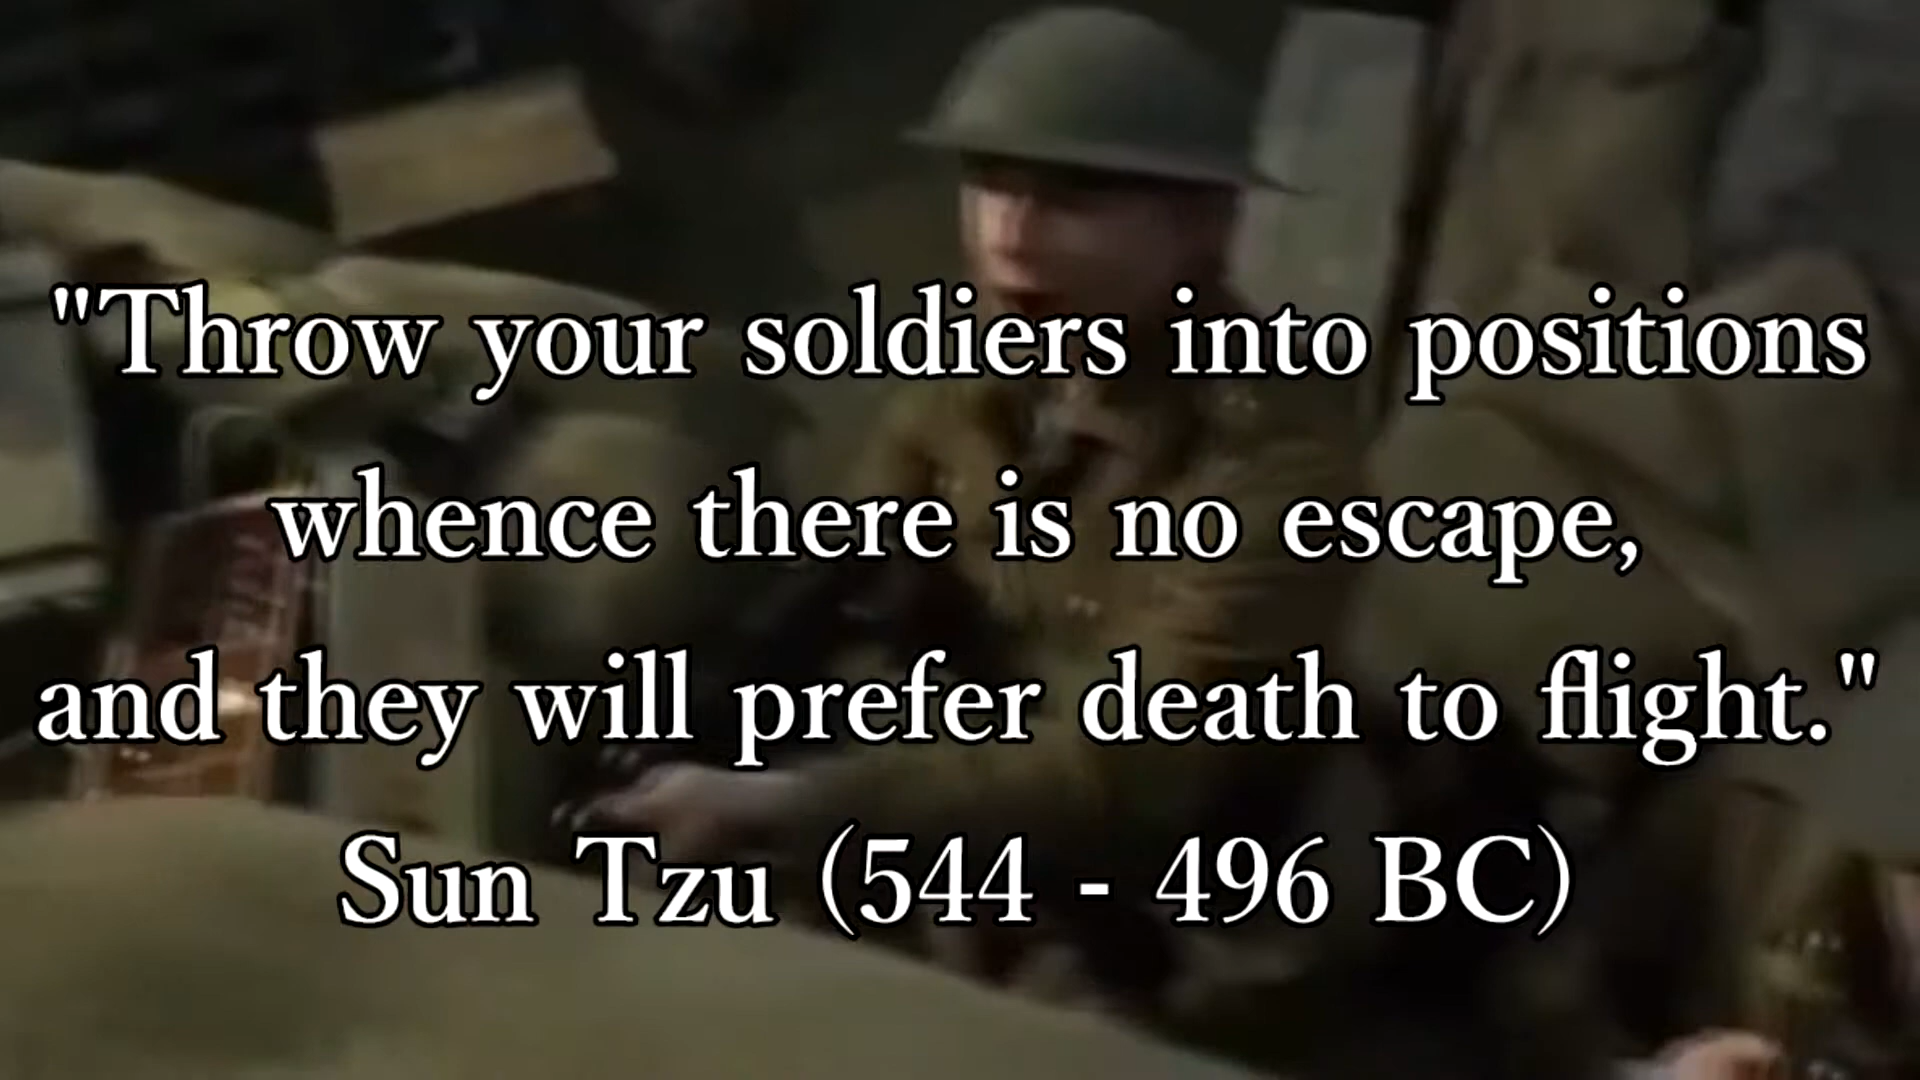 "Throw your soldiers into positions
whence there is no escape,
and they will prefer death to flight."
Sun Tzu (544 - 496 BC)